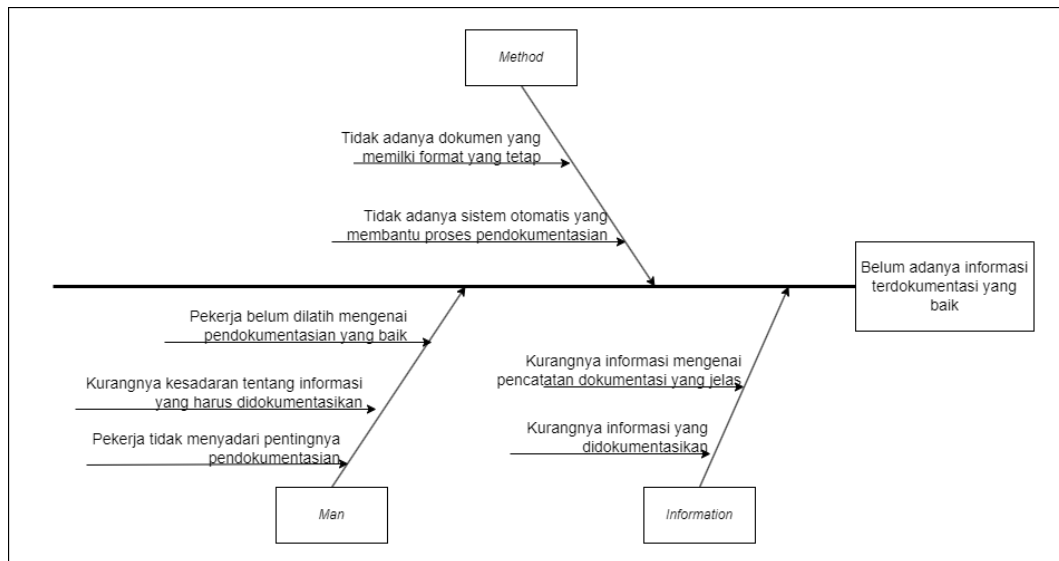 Method
Tidak adanya dokumen yang
memilki format yang tetap
Tidak adanya sistem otomatis yang
membantu proses pendokumentasian
Belum adanya informasi
terdokumentasi yang
baik
Pekerja belum dilatih mengenai
pendokumentasian yang baik
Kurangnya kesadaran tentang informasi
yang harus didokumentasikan
Pekerja tidak menyadari pentingnya
pendokumentasian
Man
Kurangnya informasi mengenai
pencatatan dokumentasi yang jelas
Kurangnya informasi yang
didokumentasikan
Information